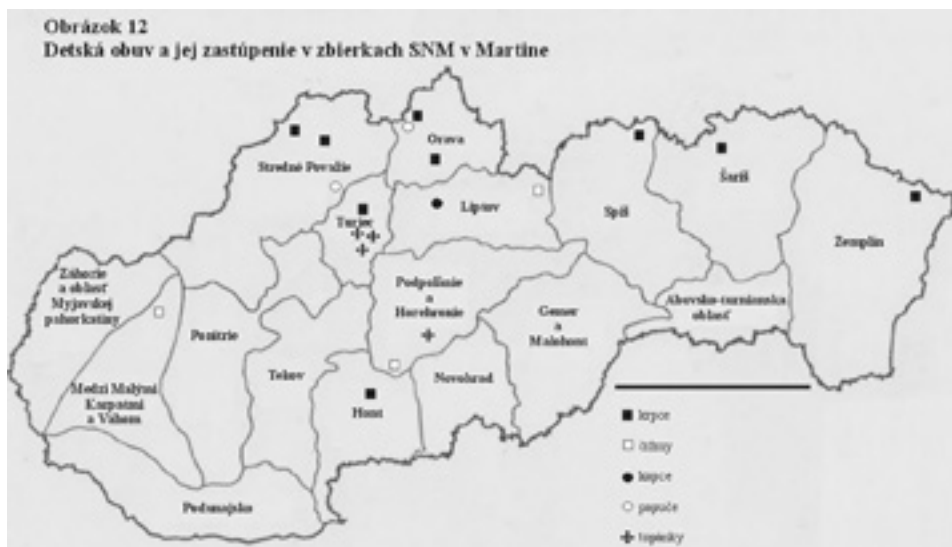 Obrázok 12
Detská obuv a jej zastúpenie v zbierkach SNM v Martine
Orava
Stredné Považie
Šariš
Turiec
Liptov
Spiš
Zemplín
Záhorie
a oblasť
Myjavskej
pahorkatiny
Podpoľanie
a
Horehronie
Gemer
a
Malohont
Abovsko-turnianska
oblasť
Ponitrie
Tekov
Novohrad
Medzi Malými
Karpatmi
a Váhom
Hont
Podunajsko
krpce
čižmy
kapce
papuče
topánky